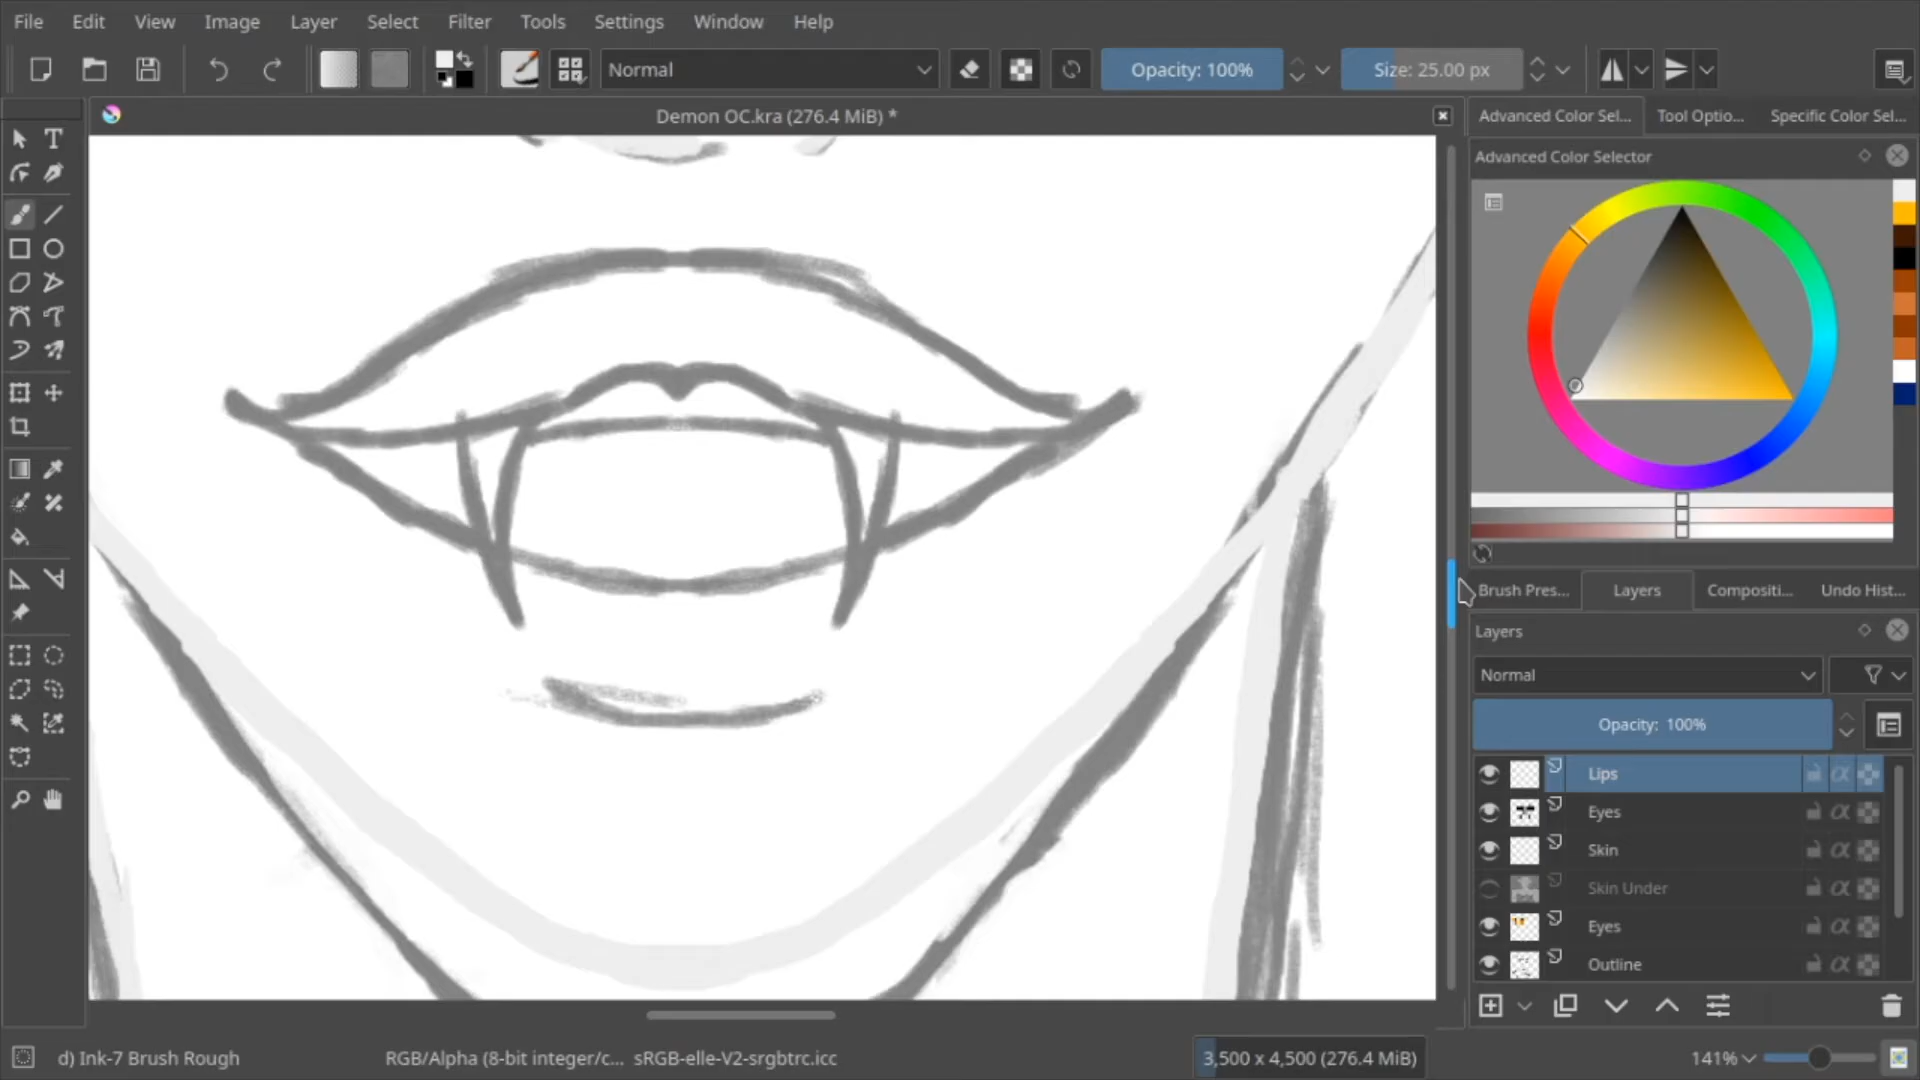 File Edit View Image Layer Select Filter Tools Settings Window Help
Normal Opacity: 100% Size: 25.00 px
Demon OC.kra (276.4 MiB) *
Advanced Color Sel... Tool Optio... Specific Color Sel...
Advanced Color Selector
Brush Pres... Layers Compositi... Undo Hist...
Layers
Normal
Opacity: 100%
Lips
Eyes
Skin
Skin Under
Eyes
Outline
d) Ink-7 Brush Rough RGB/Alpha (8-bit integer/c... sRGB-elle-V2-srgbtrc.icc 3,500 x 4,500 (276.4 MiB) 141%